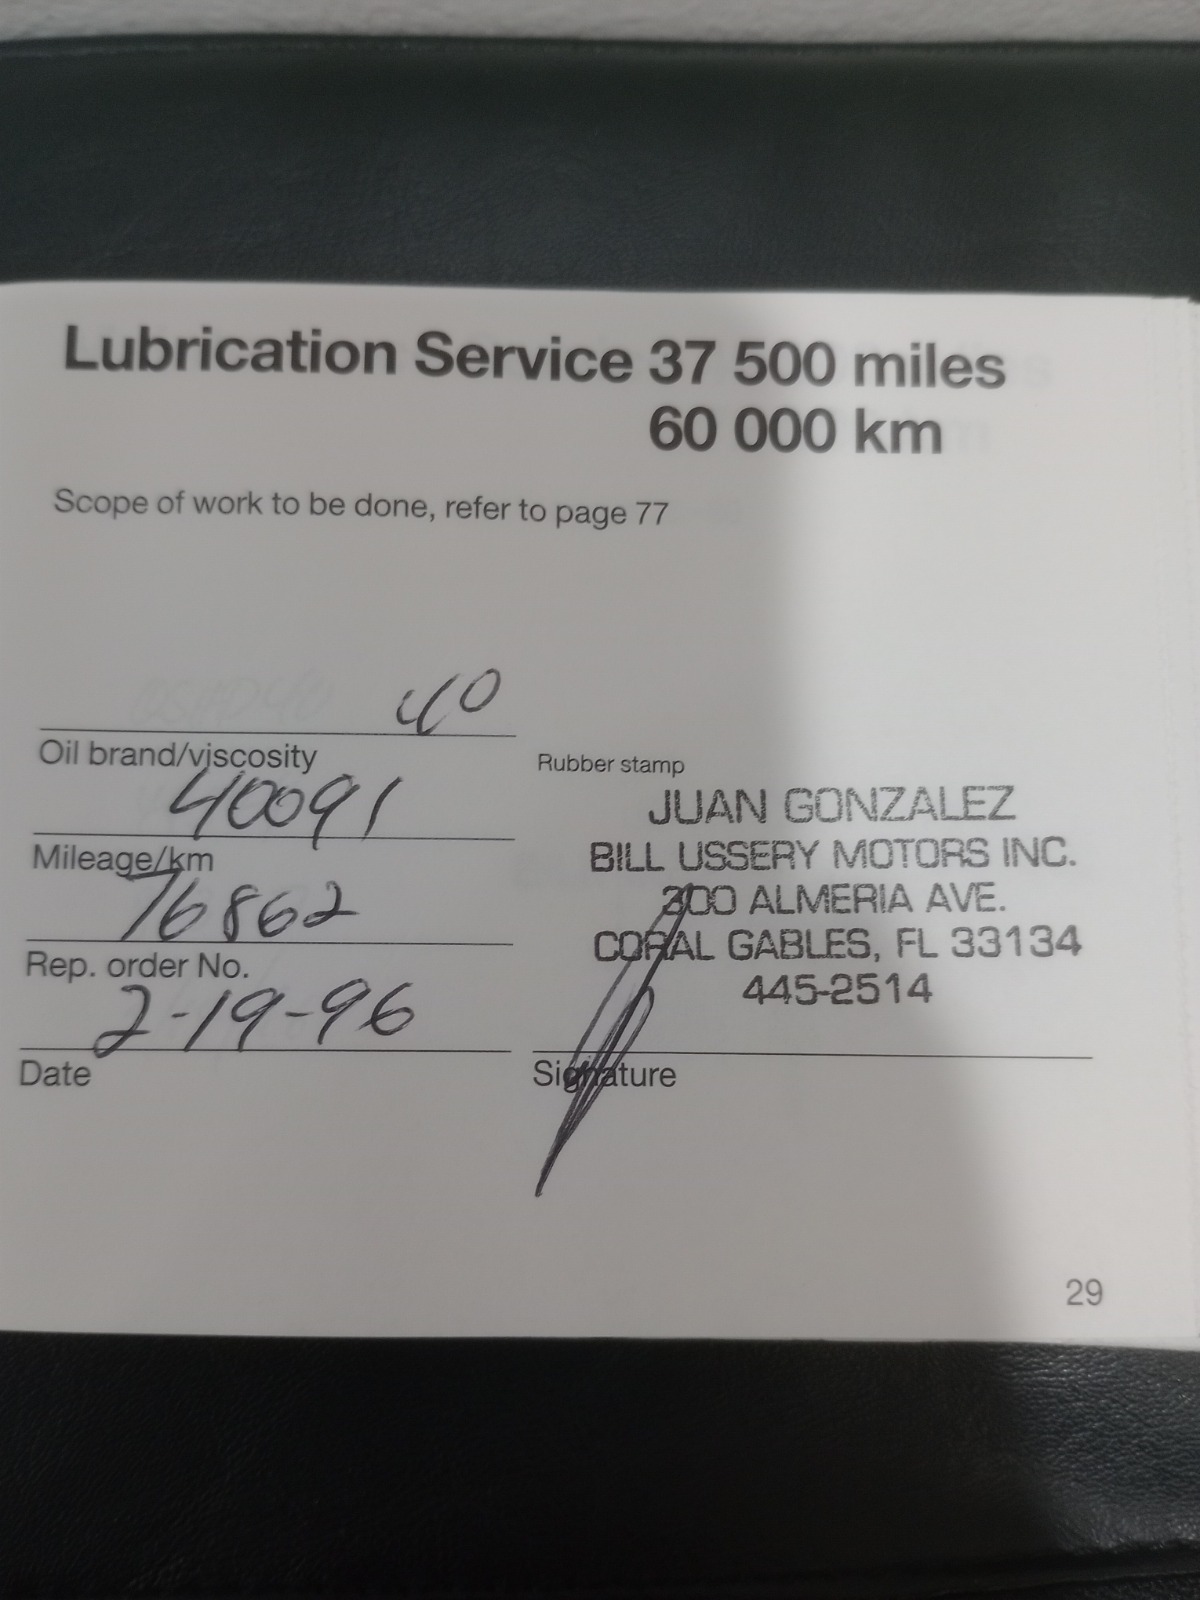 Lubrication Service 37 500 miles
60 000 km
Scope of work to be done, refer to page 77
40
Oil brand/viscosity
40091
Mileage/km
76862
Rep. order No.
2-19-96
Date
Rubber stamp
JUAN GONZALEZ
BILL USSERY MOTORS INC.
300 ALMERIA AVE.
CORAL GABLES, FL 33134
445-2514
Signature
29